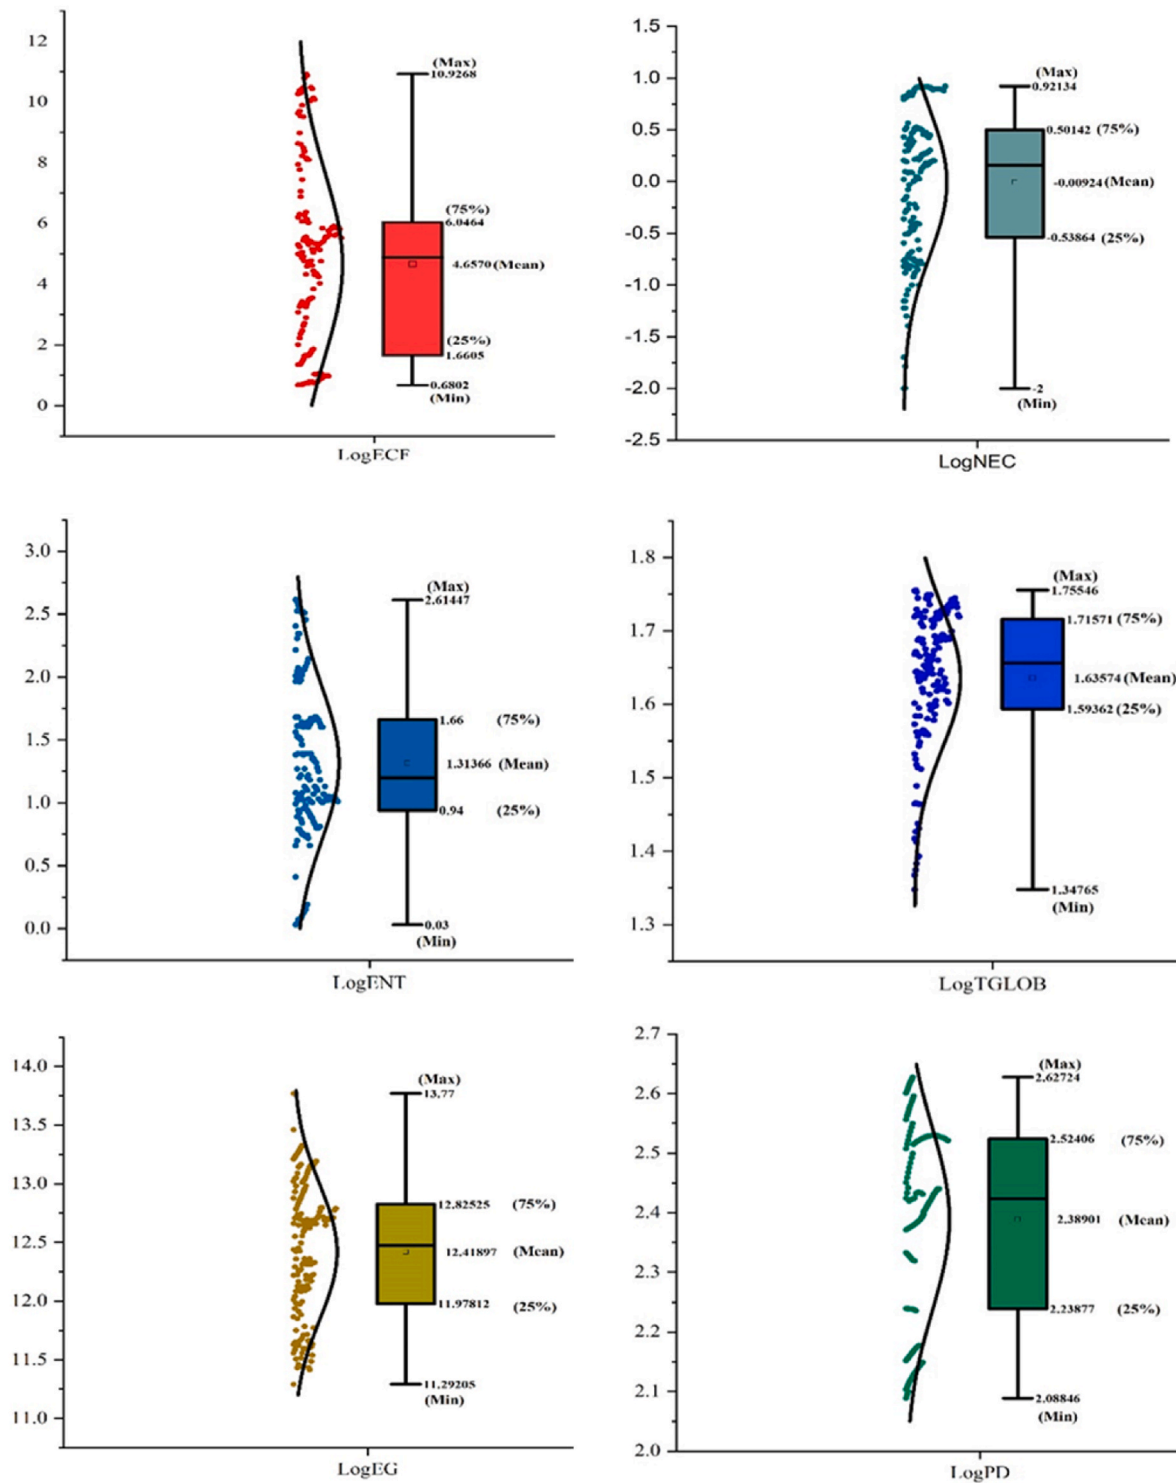 12
10
8
6
4
2
0
(Max)
10.9268
(75%)
6.0464
4.6570 (Mean)
(25%)
1.6605
0.6802
(Min)
LogECF
1.5
1.0
0.5
0.0
-0.5
-1.0
-1.5
-2.0
-2.5
(Max)
0.92134
0.50142 (75%)
-0.00924 (Mean)
-0.53864 (25%)
-2
(Min)
LogNEC
3.0
2.5
2.0
1.5
1.0
0.5
0.0
(Max)
2.61447
1.66 (75%)
1.31366 (Mean)
0.94 (25%)
0.03
(Min)
LogENT
1.8
1.7
1.6
1.5
1.4
1.3
(Max)
1.75546
1.71571 (75%)
1.63574 (Mean)
1.59362 (25%)
1.34765
(Min)
LogTGLOB
14.0
13.5
13.0
12.5
12.0
11.5
11.0
(Max)
13.77
12.82525 (75%)
12.41897 (Mean)
11.97812 (25%)
11.29205
(Min)
LogEG
2.7
2.6
2.5
2.4
2.3
2.2
2.1
2.0
(Max)
2.62724
2.52406 (75%)
2.38901 (Mean)
2.23877 (25%)
2.08846
(Min)
LogPD